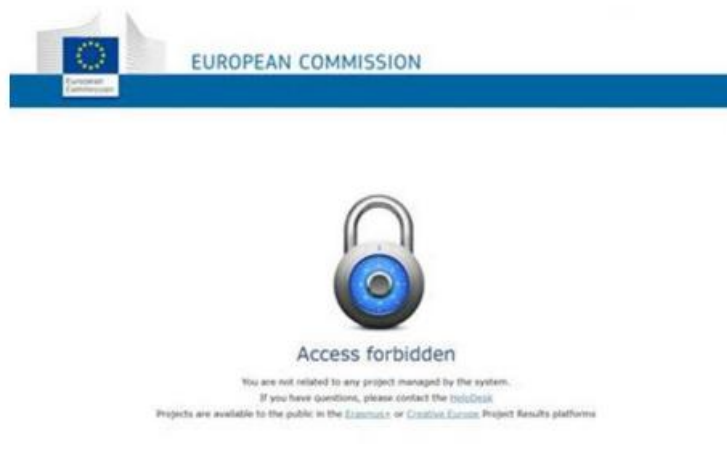 European
Commission
EUROPEAN COMMISSION
Access forbidden
You are not related to any project managed by the system.
If you have questions, please contact the HelpDesk
Projects are available to the public in the Erasmus+ or Creative Europe Project Results platforms